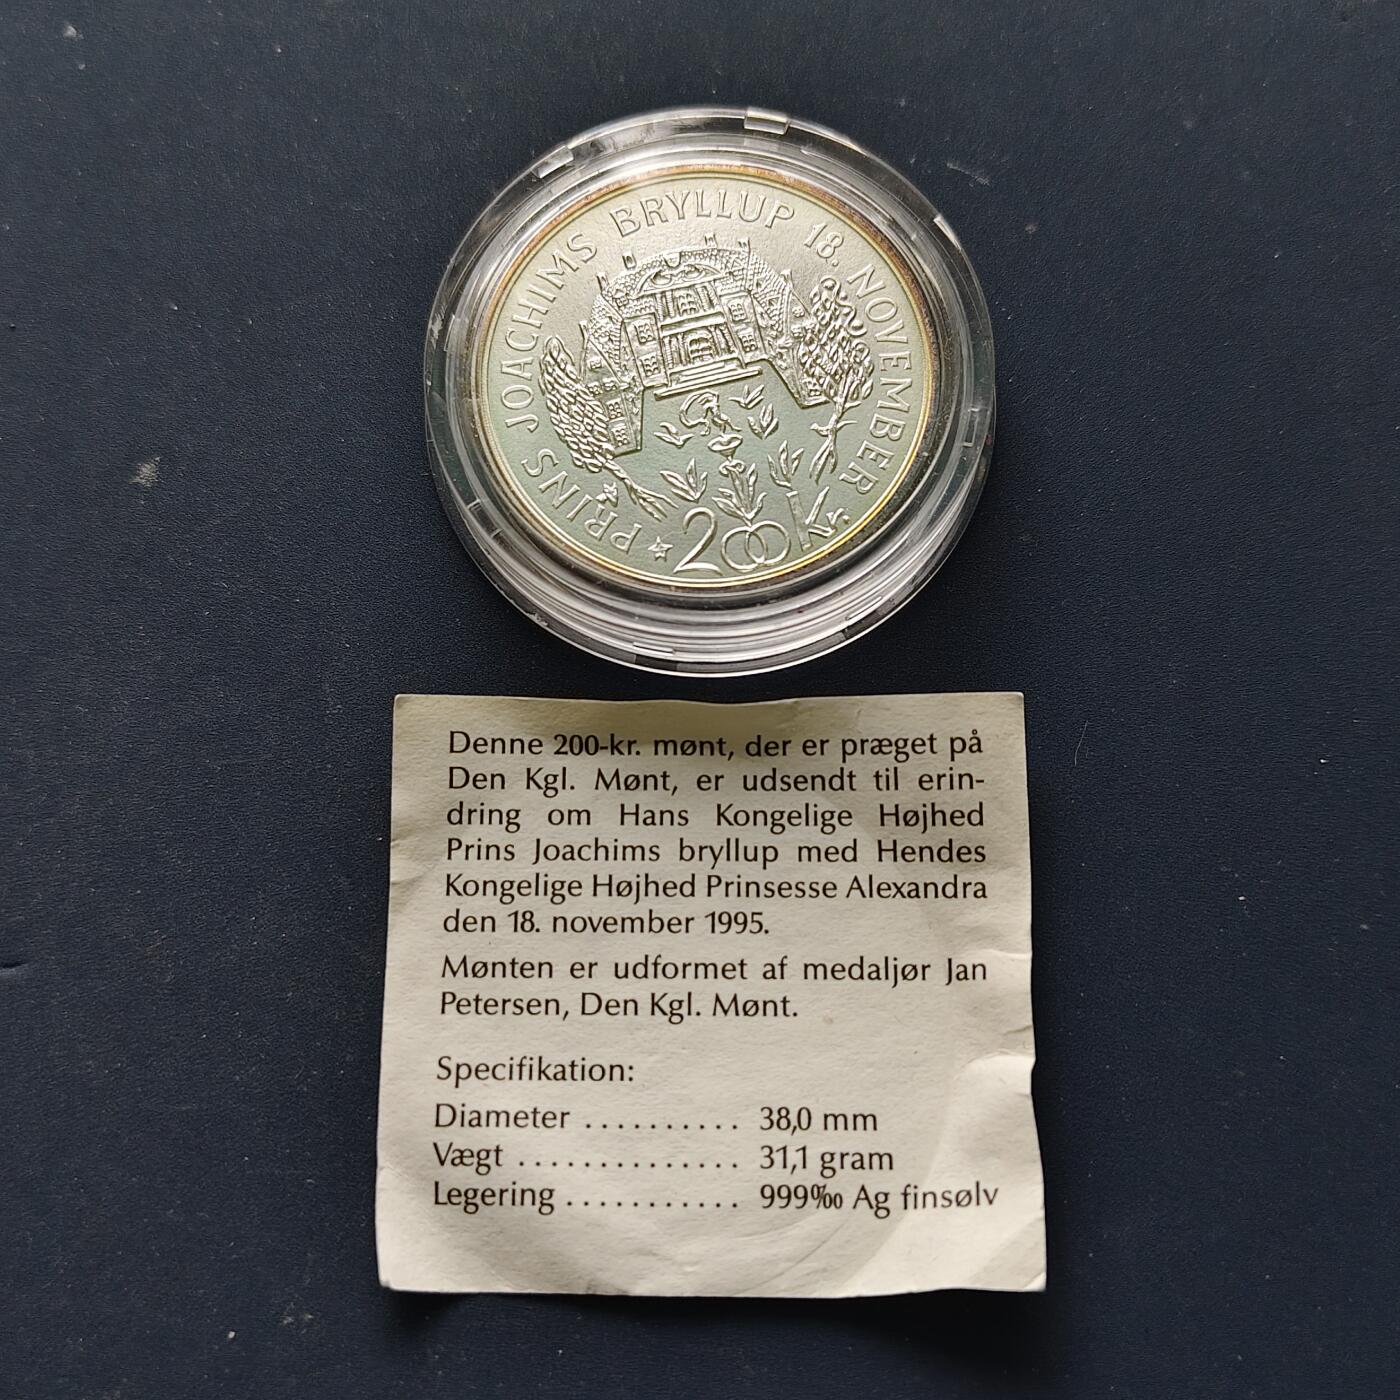 PRINS JOACHIMS BRYLLUP 18. NOVEMBER
200 Kr.
Denne 200-kr. mønt, der er præget på
Den Kgl. Mønt, er udsendt til erin-
dring om Hans Kongelige Højhed
Prins Joachims bryllup med Hendes
Kongelige Højhed Prinsesse Alexandra
den 18. november 1995.
Mønten er udformet af medaljør Jan
Petersen, Den Kgl. Mønt.
Specifikation:
Diameter .......... 38,0 mm
Vægt .............. 31,1 gram
Legering ........... 999‰ Ag finsølv